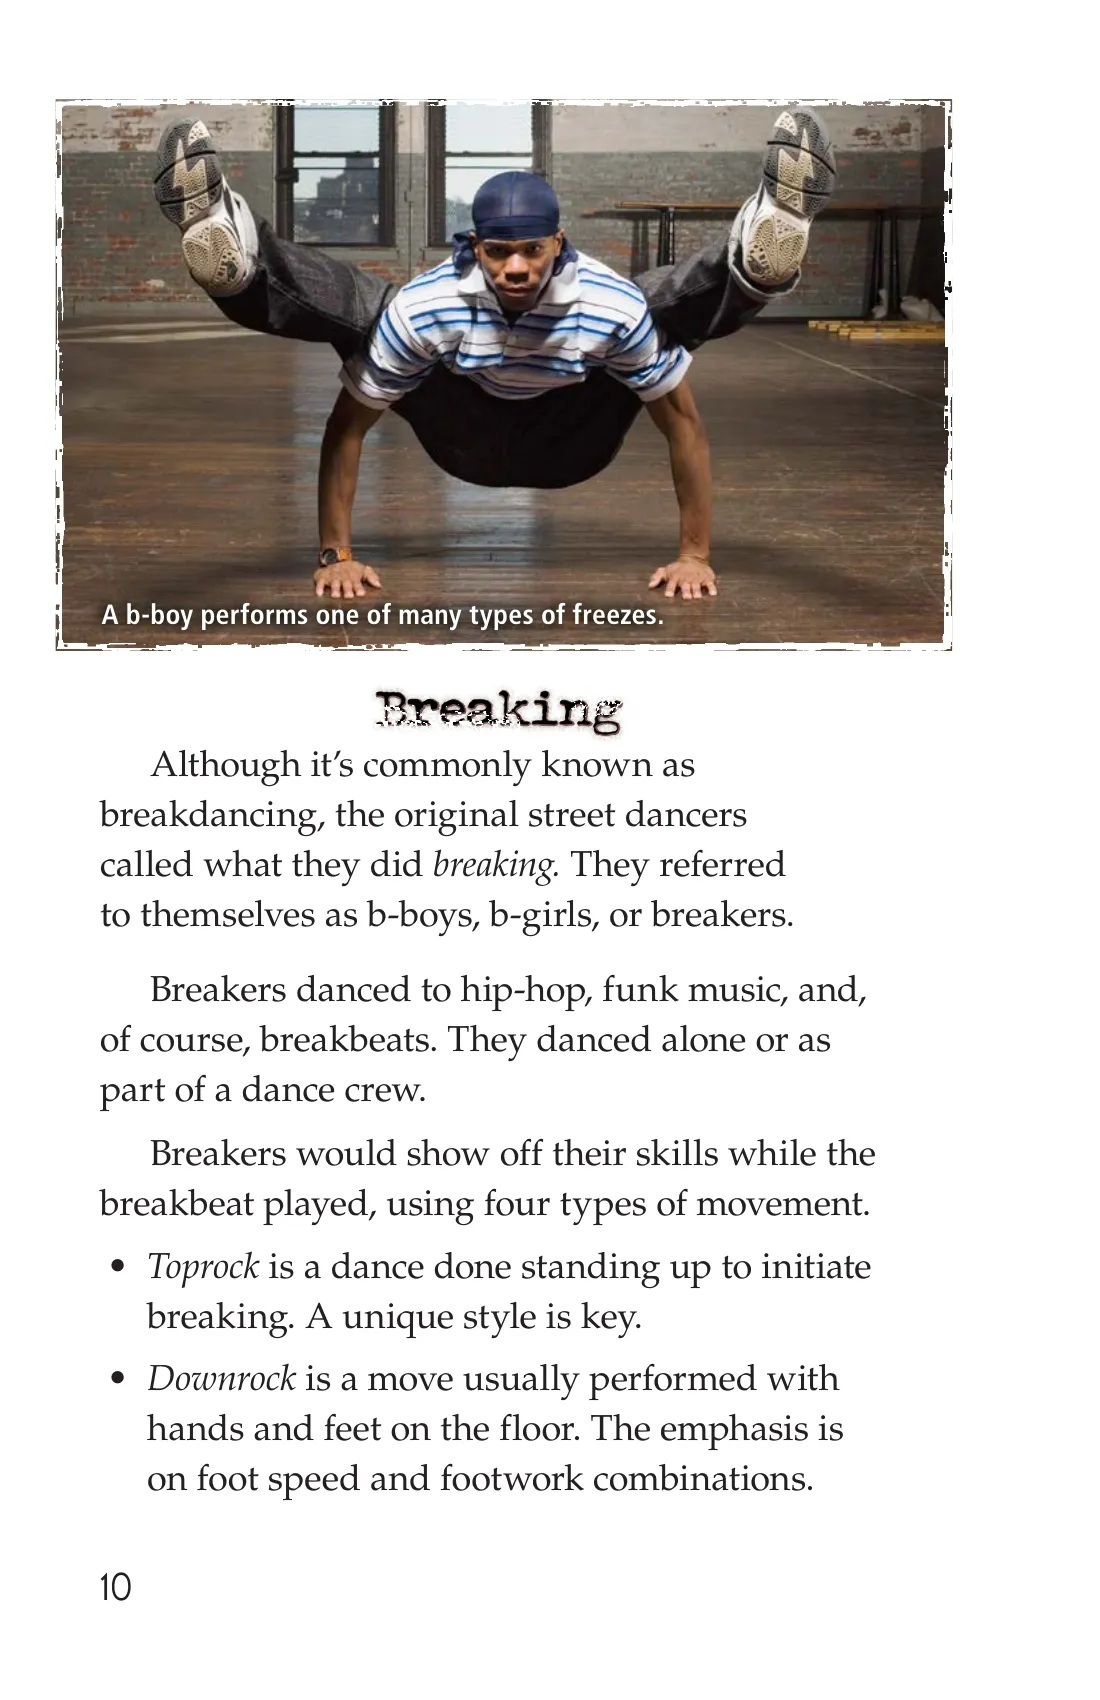 A b-boy performs one of many types of freezes.
Breaking
Although it’s commonly known as
breakdancing, the original street dancers
called what they did breaking. They referred
to themselves as b-boys, b-girls, or breakers.
Breakers danced to hip-hop, funk music, and,
of course, breakbeats. They danced alone or as
part of a dance crew.
Breakers would show off their skills while the
breakbeat played, using four types of movement.
• Toprock is a dance done standing up to initiate
breaking. A unique style is key.
• Downrock is a move usually performed with
hands and feet on the floor. The emphasis is
on foot speed and footwork combinations.
10